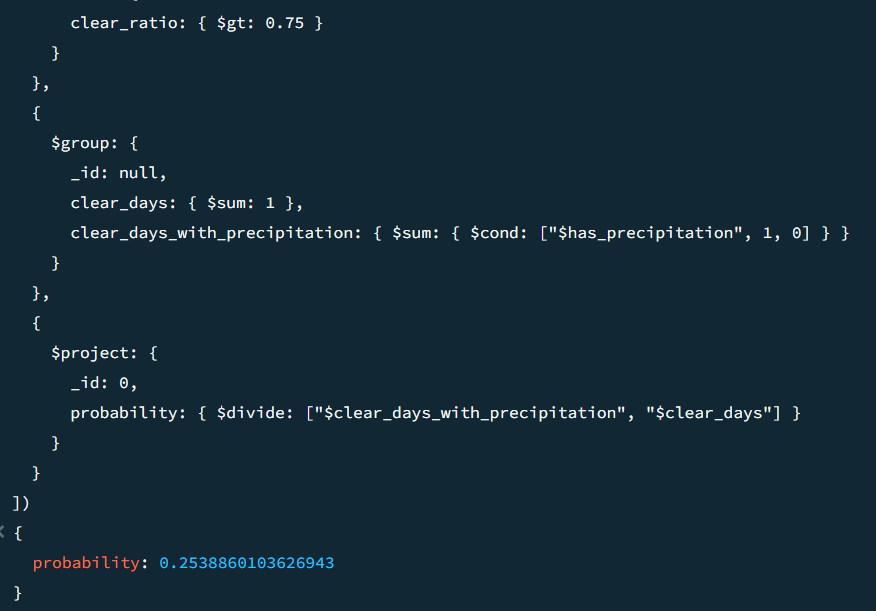 clear_ratio: { $gt: 0.75 }
}
},
{
$group: {
_id: null,
clear_days: { $sum: 1 },
clear_days_with_precipitation: { $sum: { $cond: ["$has_precipitation", 1, 0] } }
}
},
{
$project: {
_id: 0,
probability: { $divide: ["$clear_days_with_precipitation", "$clear_days"] }
}
}
])
< {
probability: 0.2538860103626943
}